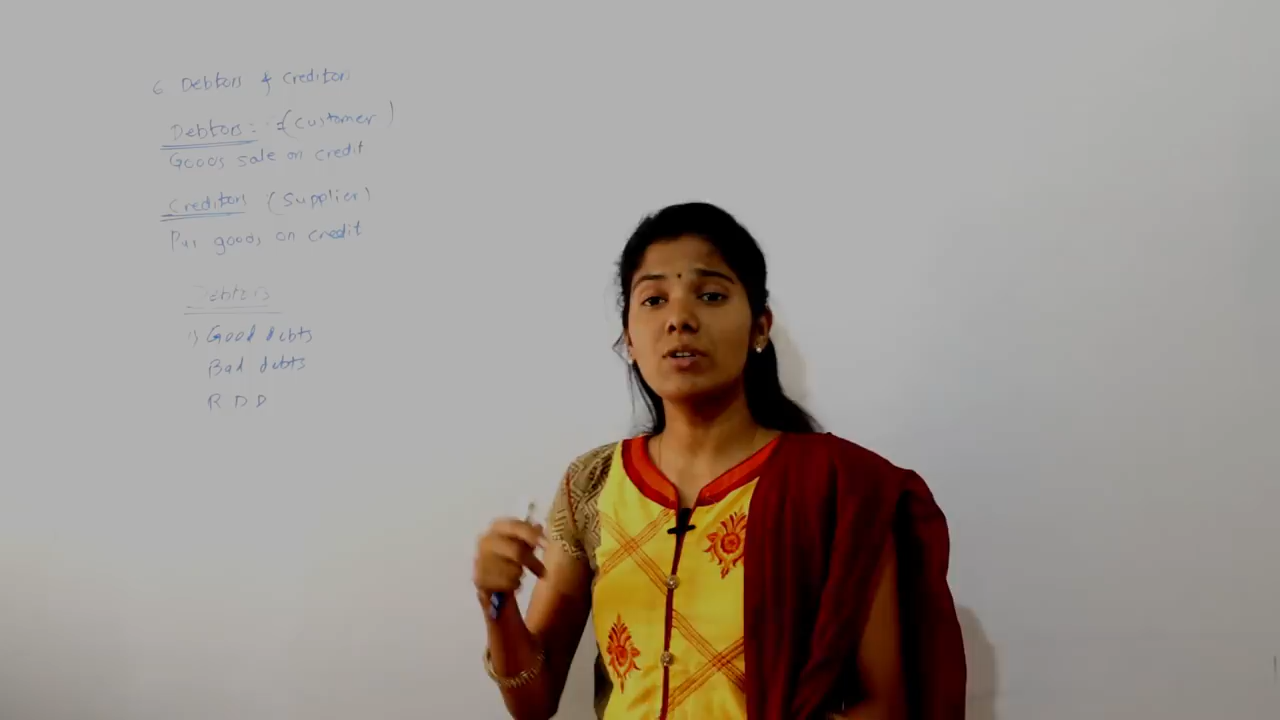 6 Debtors & Creditors
Debtors: (Customer)
Goods sale on credit
Creditors (Supplier)
Pur goods on credit
Debtors
1) Good debts
Bad debts
R D D